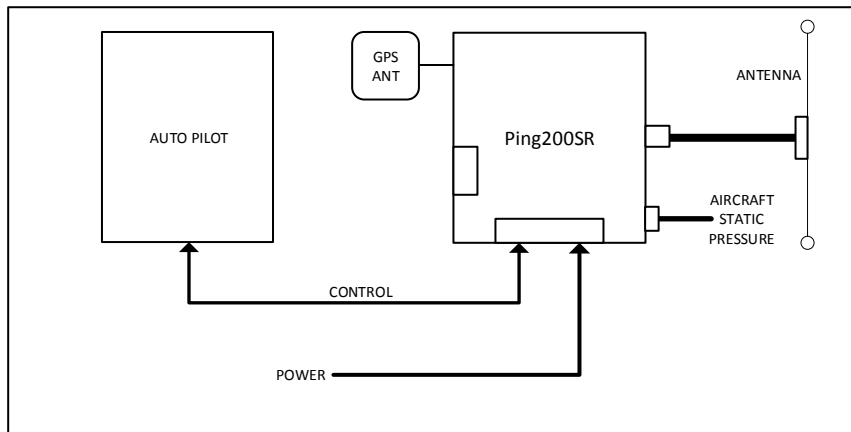 AUTO PILOT
GPS
ANT
Ping200SR
ANTENNA
AIRCRAFT
STATIC
PRESSURE
CONTROL
POWER